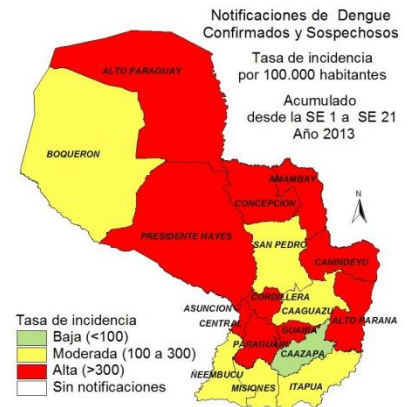 Notificaciones de Dengue
Confirmados y Sospechosos
Tasa de incidencia
por 100.000 habitantes
Acumulado
desde la SE 1 a SE 21
Año 2013
ALTO PARAGUAY
BOQUERON
AMAMBAY
CONCEPCION
N
PRESIDENTE HAYES
SAN PEDRO
CANINDEYU
CORDILLERA
ASUNCION
CAAGUAZU
CENTRAL
ALTO PARANA
GUAIRA
PARAGUARI
CAAZAPA
ÑEEMBUCU
MISIONES
ITAPUA
Tasa de incidencia
Baja (<100)
Moderada (100 a 300)
Alta (>300)
Sin notificaciones